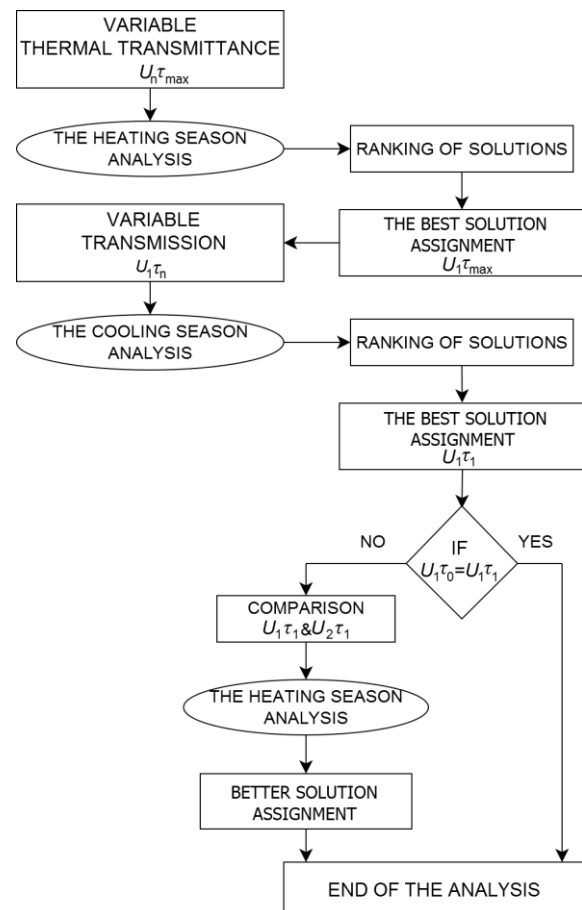 VARIABLE
THERMAL TRANSMITTANCE
Uₙτₘₐₓ
THE HEATING SEASON
ANALYSIS
RANKING OF SOLUTIONS
THE BEST SOLUTION
ASSIGNMENT
U₁τₘₐₓ
VARIABLE
TRANSMISSION
U₁τₙ
THE COOLING SEASON
ANALYSIS
RANKING OF SOLUTIONS
THE BEST SOLUTION
ASSIGNMENT
U₁τ₁
IF
U₁τ₀=U₁τ₁
NO
YES
COMPARISON
U₁τ₁&U₂τ₁
THE HEATING SEASON
ANALYSIS
BETTER SOLUTION
ASSIGNMENT
END OF THE ANALYSIS